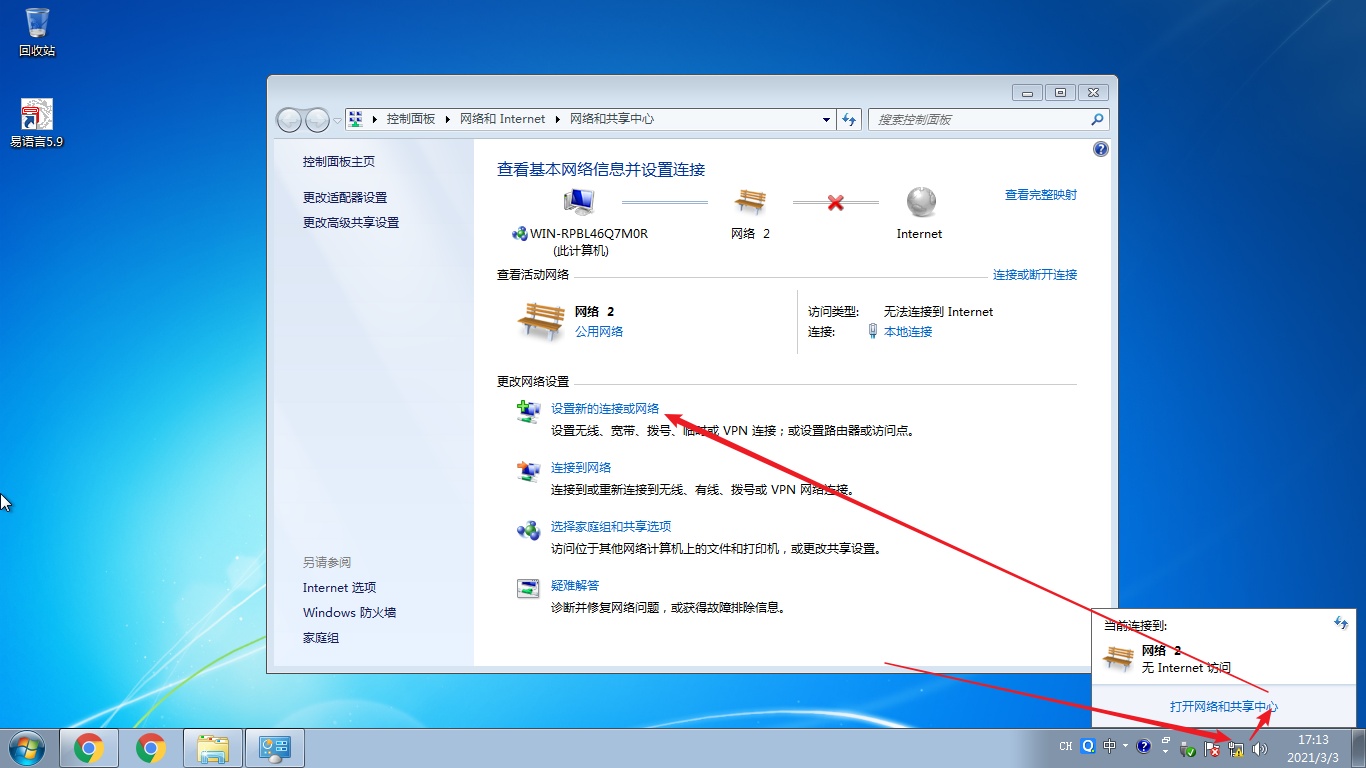 回收站
易语言5.9
控制面板
网络和 Internet
网络和共享中心
搜索控制面板
控制面板主页
更改适配器设置
更改高级共享设置
另请参阅
Internet 选项
Windows 防火墙
家庭组
查看基本网络信息并设置连接
查看完整映射
WIN-RPBL46Q7M0R
(此计算机)
网络 2
Internet
查看活动网络
连接或断开连接
网络 2
公用网络
访问类型:
无法连接到 Internet
连接:
本地连接
更改网络设置
设置新的连接或网络
设置无线、宽带、拨号、临时或 VPN 连接；或设置路由器或访问点。
连接到网络
连接到或重新连接到无线、有线、拨号或 VPN 网络连接。
选择家庭组和共享选项
访问位于其他网络计算机上的文件和打印机，或更改共享设置。
疑难解答
诊断并修复网络问题，或获得故障排除信息。
当前连接到:
网络 2
无 Internet 访问
打开网络和共享中心
CH
中
17:13
2021/3/3